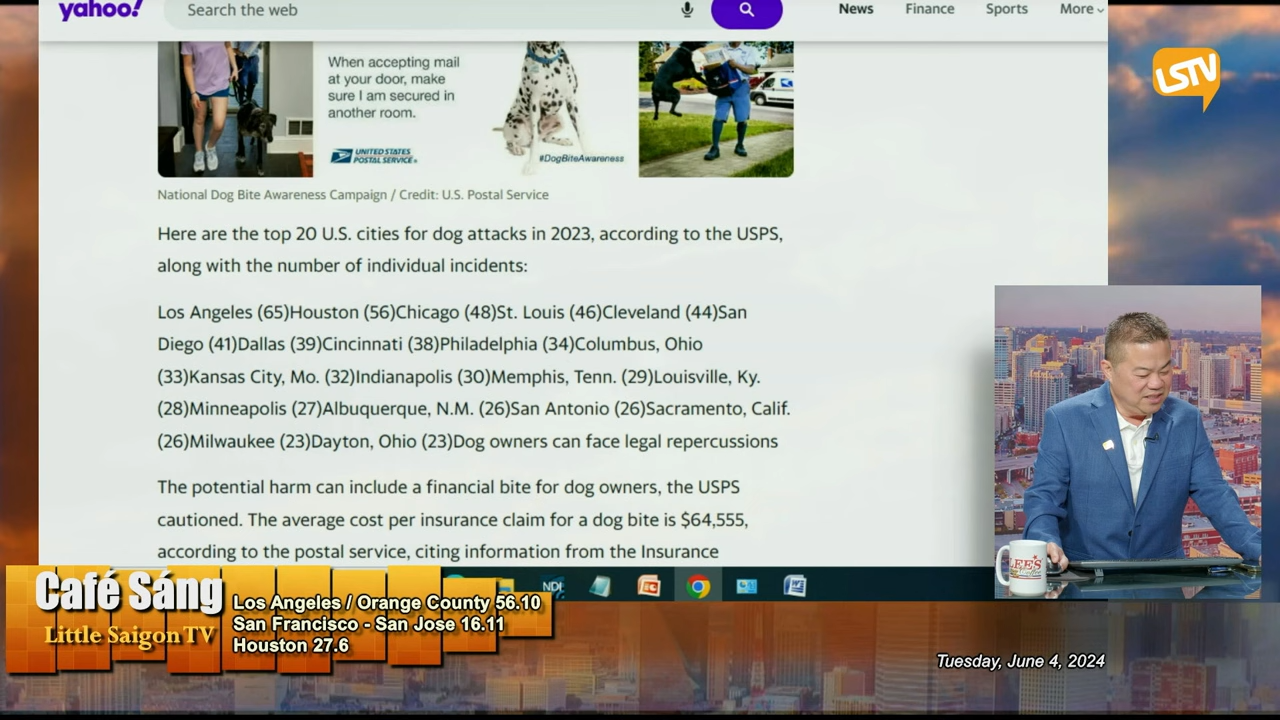 yahoo!
Search the web
News
Finance
Sports
More
LSTV
When accepting mail
at your door, make
sure I am secured in
another room.
UNITED STATES
POSTAL SERVICE
#DogBiteAwareness
National Dog Bite Awareness Campaign / Credit: U.S. Postal Service
Here are the top 20 U.S. cities for dog attacks in 2023, according to the USPS,
along with the number of individual incidents:
Los Angeles (65)Houston (56)Chicago (48)St. Louis (46)Cleveland (44)San
Diego (41)Dallas (39)Cincinnati (38)Philadelphia (34)Columbus, Ohio
(33)Kansas City, Mo. (32)Indianapolis (30)Memphis, Tenn. (29)Louisville, Ky.
(28)Minneapolis (27)Albuquerque, N.M. (26)San Antonio (26)Sacramento, Calif.
(26)Milwaukee (23)Dayton, Ohio (23)Dog owners can face legal repercussions
The potential harm can include a financial bite for dog owners, the USPS
cautioned. The average cost per insurance claim for a dog bite is $64,555,
according to the postal service, citing information from the Insurance
NDI
LEE'S
Café Sáng
Little Saigon TV
Los Angeles / Orange County 56.10
San Francisco - San Jose 16.11
Houston 27.6
Tuesday, June 4, 2024